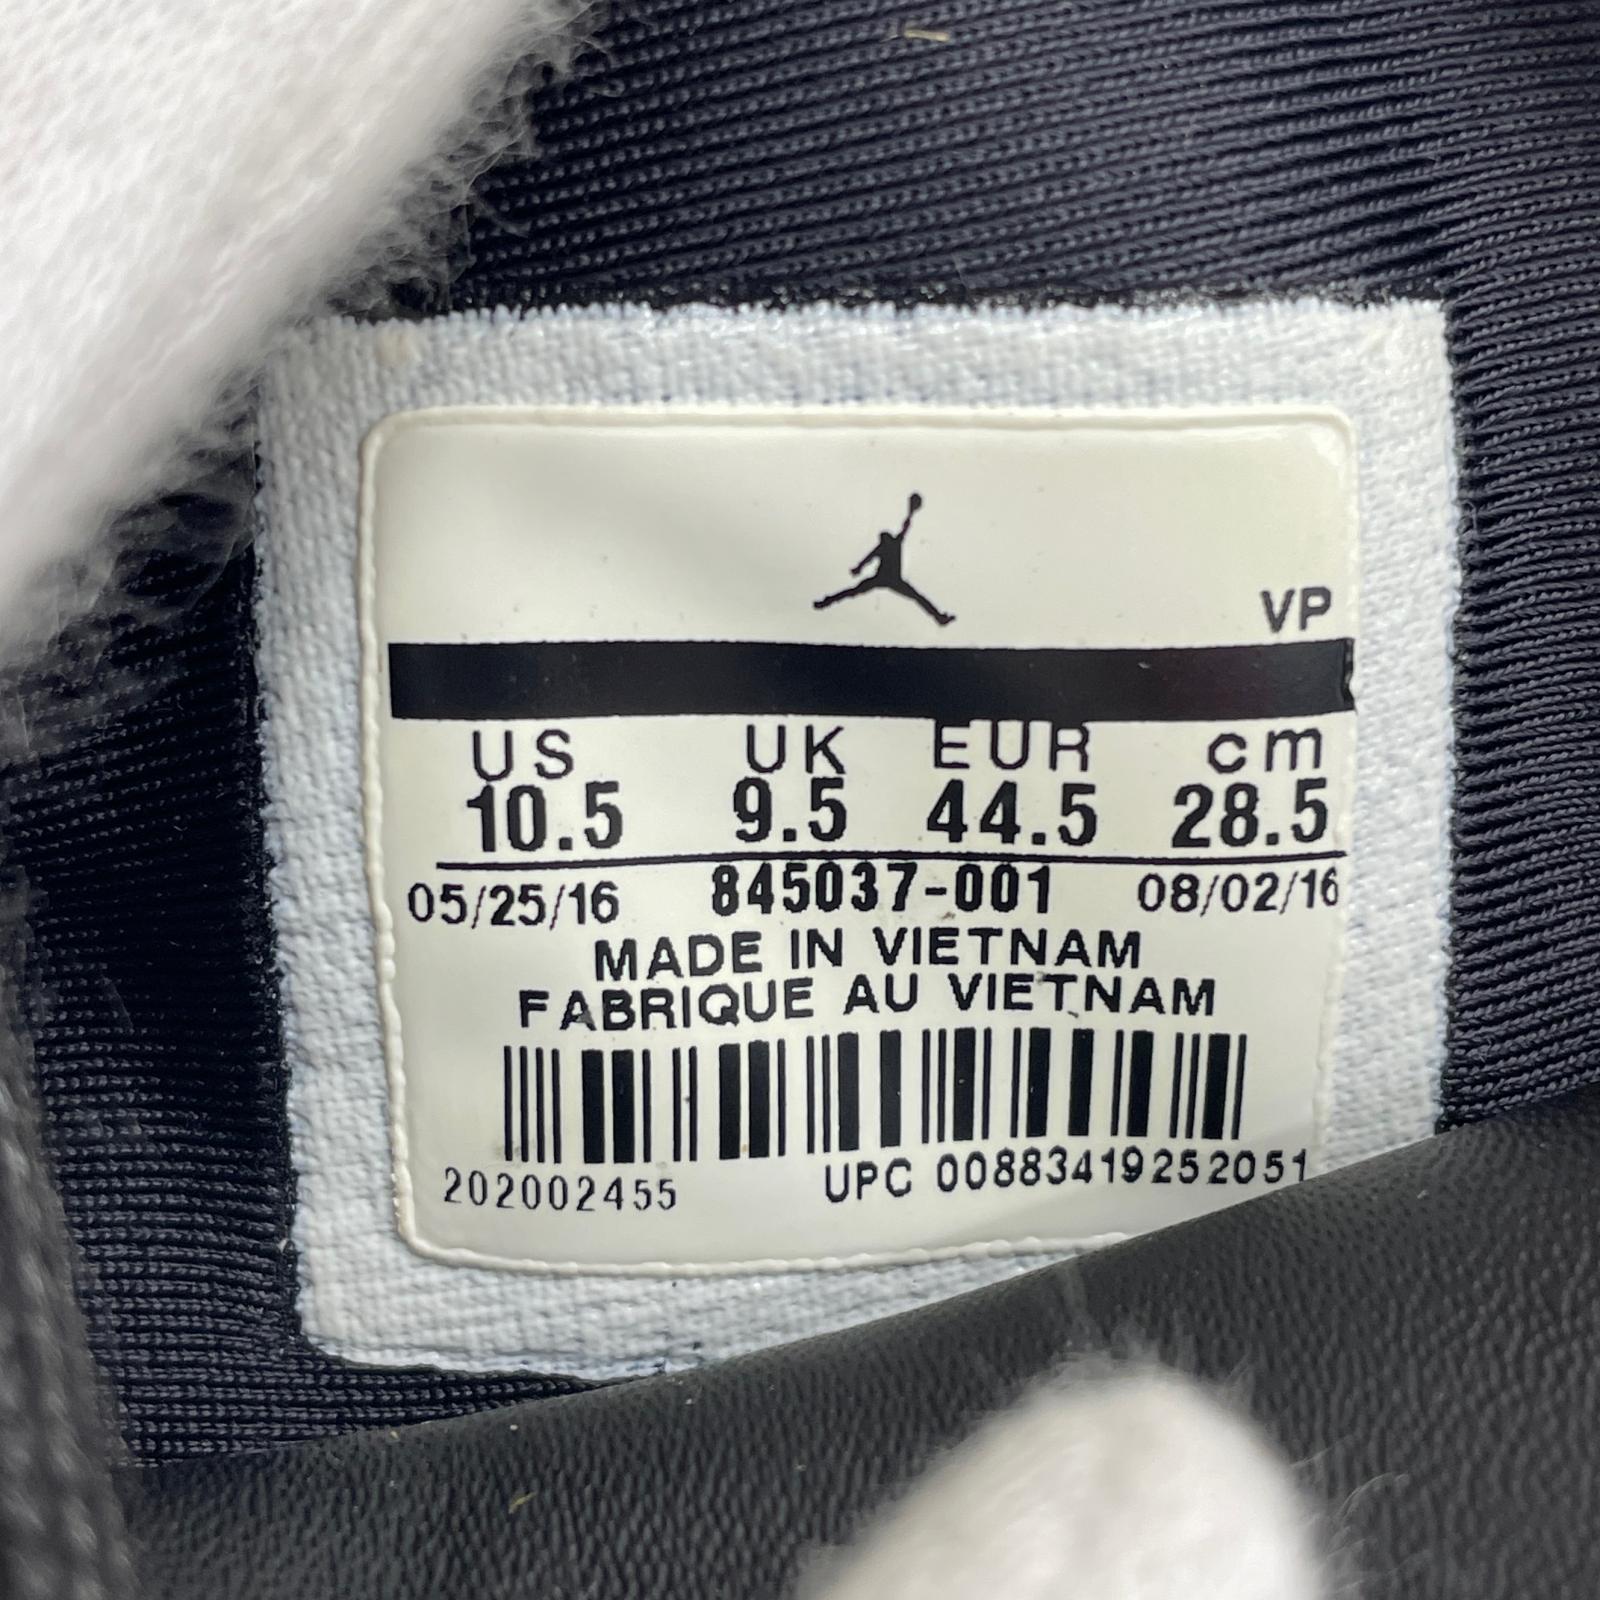 VP
US UK EUR cm
10.5 9.5 44.5 28.5
05/25/16 845037-001 08/02/16
MADE IN VIETNAM
FABRIQUE AU VIETNAM
202002455 UPC 00883419252051